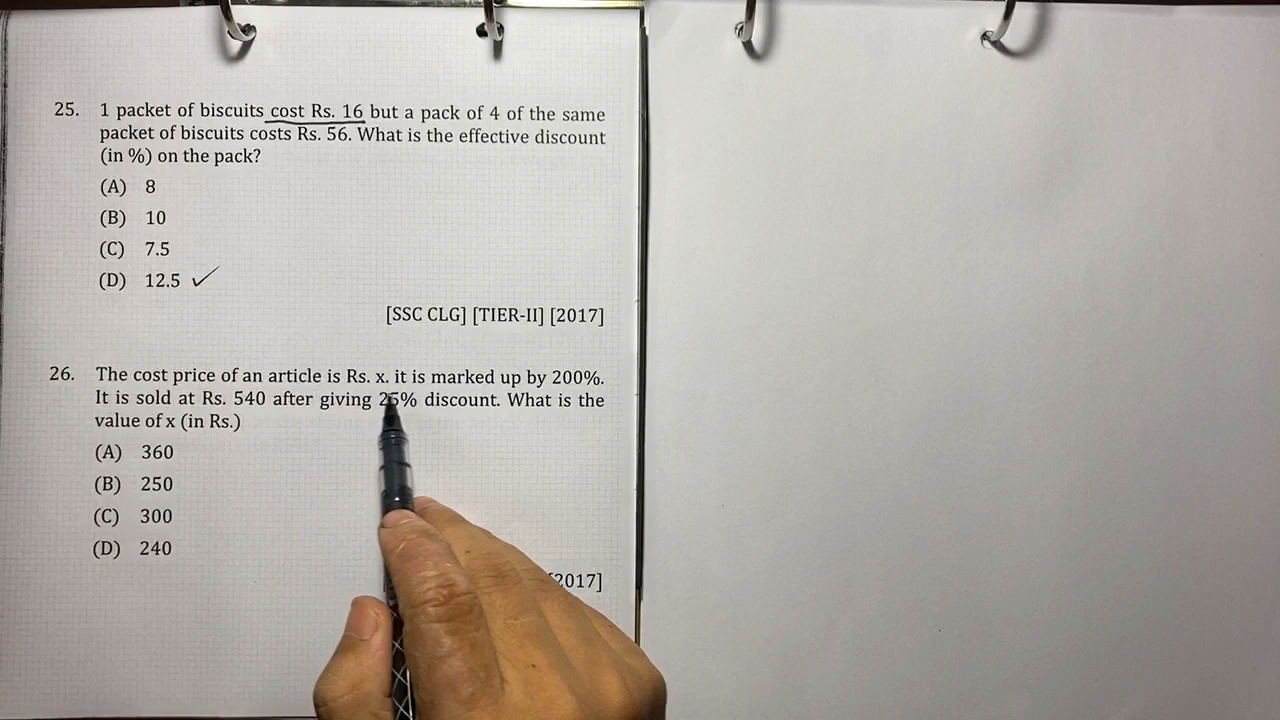 25. 1 packet of biscuits cost Rs. 16 but a pack of 4 of the same
packet of biscuits costs Rs. 56. What is the effective discount
(in %) on the pack?
(A) 8
(B) 10
(C) 7.5
(D) 12.5 ✓
[SSC CLG] [TIER-II] [2017]
26. The cost price of an article is Rs. x. it is marked up by 200%.
It is sold at Rs. 540 after giving 25% discount. What is the
value of x (in Rs.)
(A) 360
(B) 250
(C) 300
(D) 240
2017]